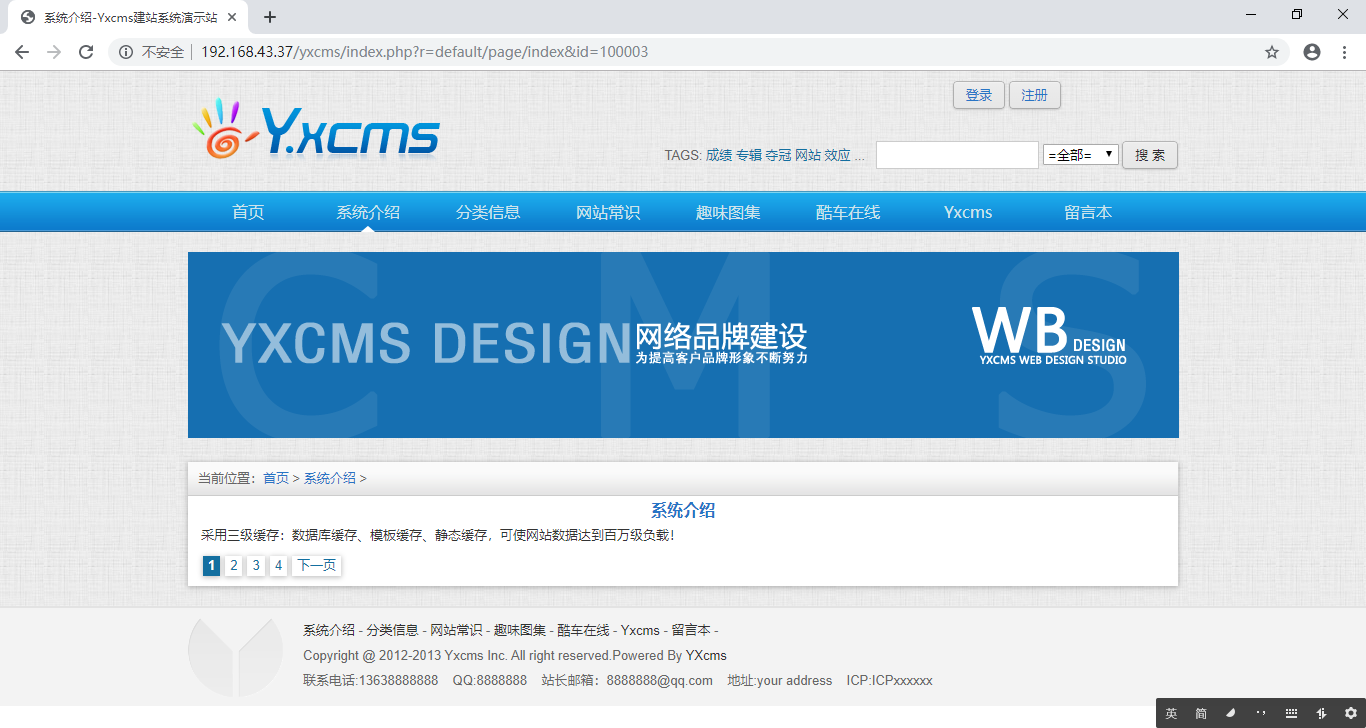 系统介绍-Yxcms建站系统演示站
不安全 | 192.168.43.37/yxcms/index.php?r=default/page/index&id=100003
登录 注册
Y.xcms
TAGS: 成绩 专辑 夺冠 网站 效应 ... =全部= 搜 索
首页 系统介绍 分类信息 网站常识 趣味图集 酷车在线 Yxcms 留言本
CMS
YXCMS DESIGN 网络品牌建设
为提高客户品牌形象不断努力
WB DESIGN
YXCMS WEB DESIGN STUDIO
当前位置：首页 > 系统介绍 >
系统介绍
采用三级缓存：数据库缓存、模板缓存、静态缓存，可使网站数据达到百万级负载！
1 2 3 4 下一页
系统介绍 - 分类信息 - 网站常识 - 趣味图集 - 酷车在线 - Yxcms - 留言本 -
Copyright @ 2012-2013 Yxcms Inc. All right reserved.Powered By YXcms
联系电话:13638888888 QQ:8888888 站长邮箱：8888888@qq.com 地址:your address ICP:ICPxxxxxx
英 简